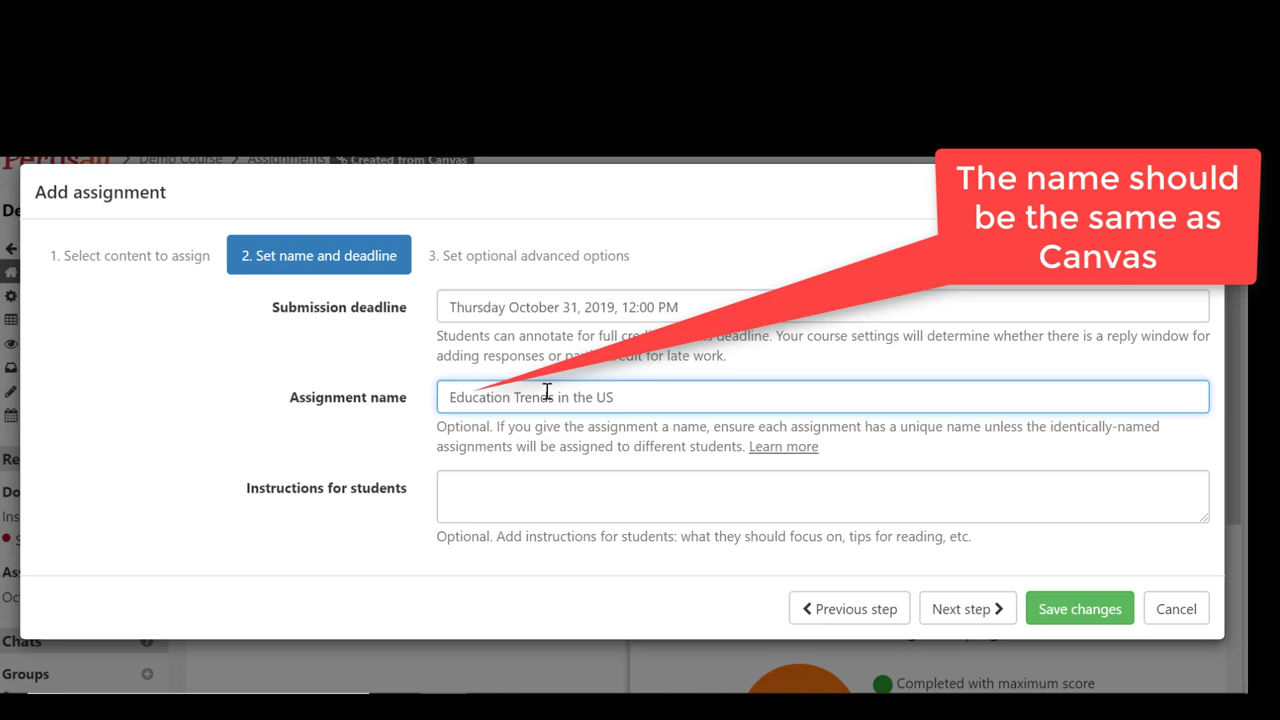 Perusall > Demo Course > Assignments Created from Canvas
The name should
be the same as
Canvas
Add assignment
1. Select content to assign
2. Set name and deadline
3. Set optional advanced options
Submission deadline
Thursday October 31, 2019, 12:00 PM
Students can annotate for full deadline. Your course settings will determine whether there is a reply window for
adding responses or for late work.
Assignment name
Education Trends in the US
Optional. If you give the assignment a name, ensure each assignment has a unique name unless the identically-named
assignments will be assigned to different students. Learn more
Instructions for students
Optional. Add instructions for students: what they should focus on, tips for reading, etc.
Previous step
Next step
Save changes
Cancel
Chats
Groups
Completed with maximum score